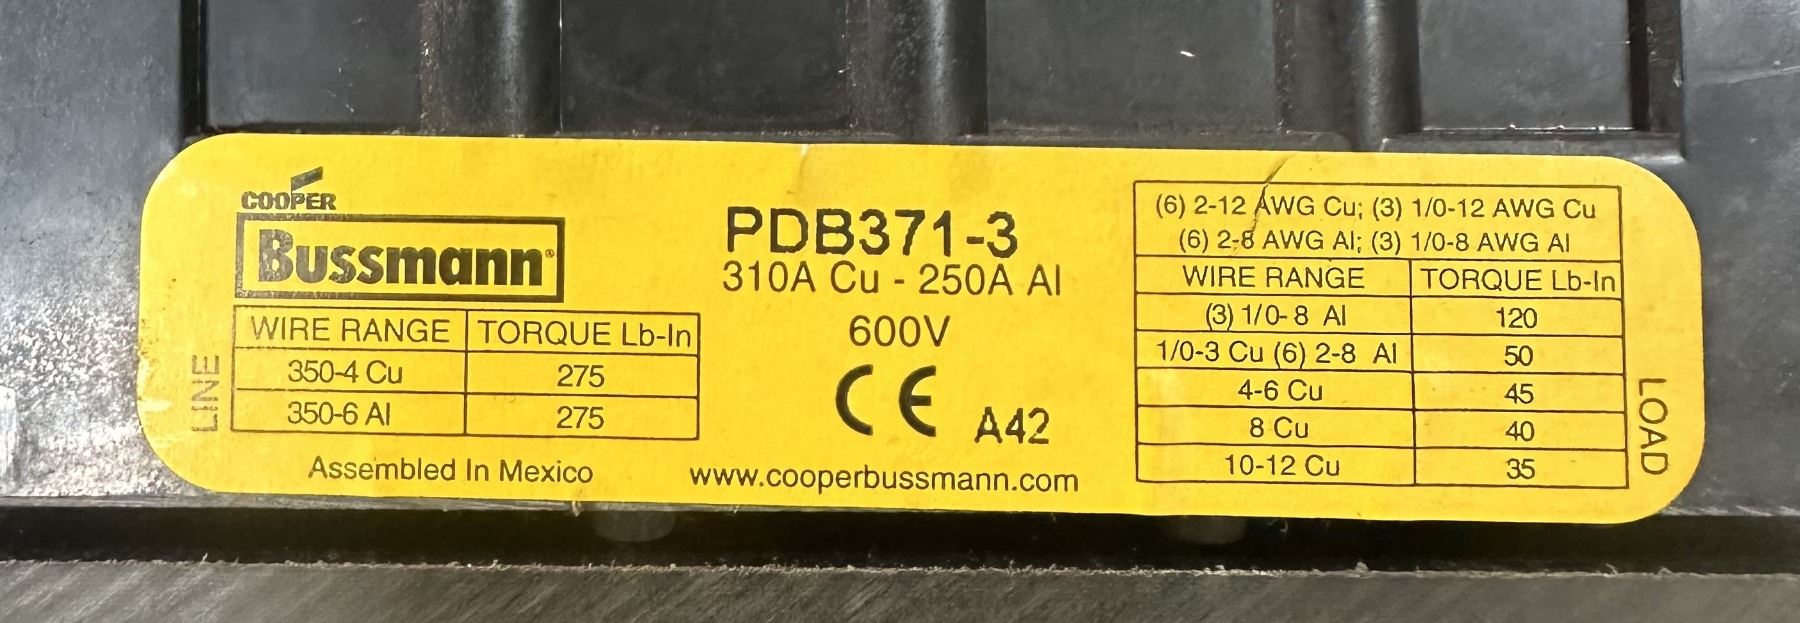 COOPER
Bussmann®
PDB371-3
310A Cu - 250A Al
600V
CE A42
LINE
WIRE RANGE TORQUE Lb-In
350-4 Cu 275
350-6 Al 275
Assembled In Mexico
www.cooperbussmann.com
(6) 2-12 AWG Cu; (3) 1/0-12 AWG Cu
(6) 2-8 AWG Al; (3) 1/0-8 AWG Al
WIRE RANGE TORQUE Lb-In
(3) 1/0- 8 Al 120
1/0-3 Cu (6) 2-8 Al 50
4-6 Cu 45
8 Cu 40
10-12 Cu 35
LOAD